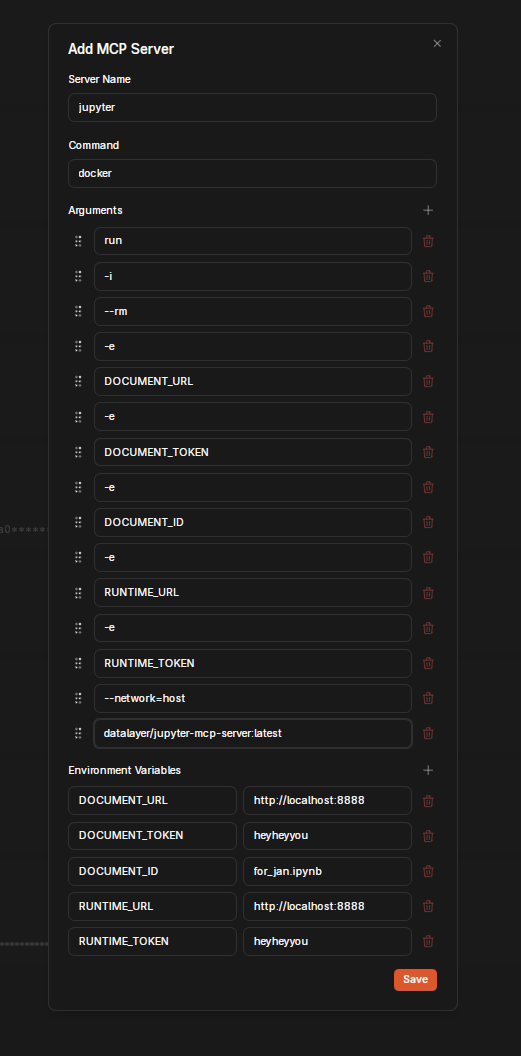 Add MCP Server
Server Name
jupyter
Command
docker
Arguments
run
-i
--rm
-e
DOCUMENT_URL
-e
DOCUMENT_TOKEN
-e
DOCUMENT_ID
-e
RUNTIME_URL
-e
RUNTIME_TOKEN
--network=host
datalayer/jupyter-mcp-server:latest
Environment Variables
DOCUMENT_URL http://localhost:8888
DOCUMENT_TOKEN heyheyyou
DOCUMENT_ID for_jan.ipynb
RUNTIME_URL http://localhost:8888
RUNTIME_TOKEN heyheyyou
Save